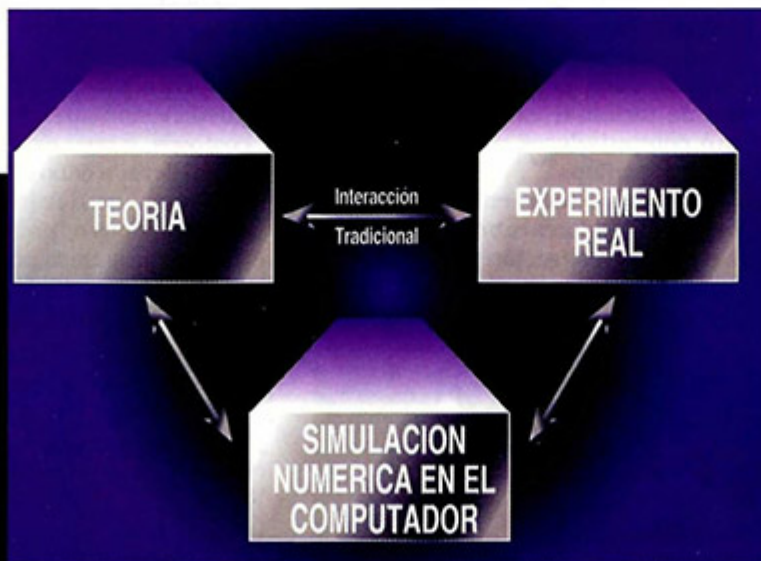 TEORIA
Interacción
Tradicional
EXPERIMENTO
REAL
SIMULACION
NUMERICA EN EL
COMPUTADOR